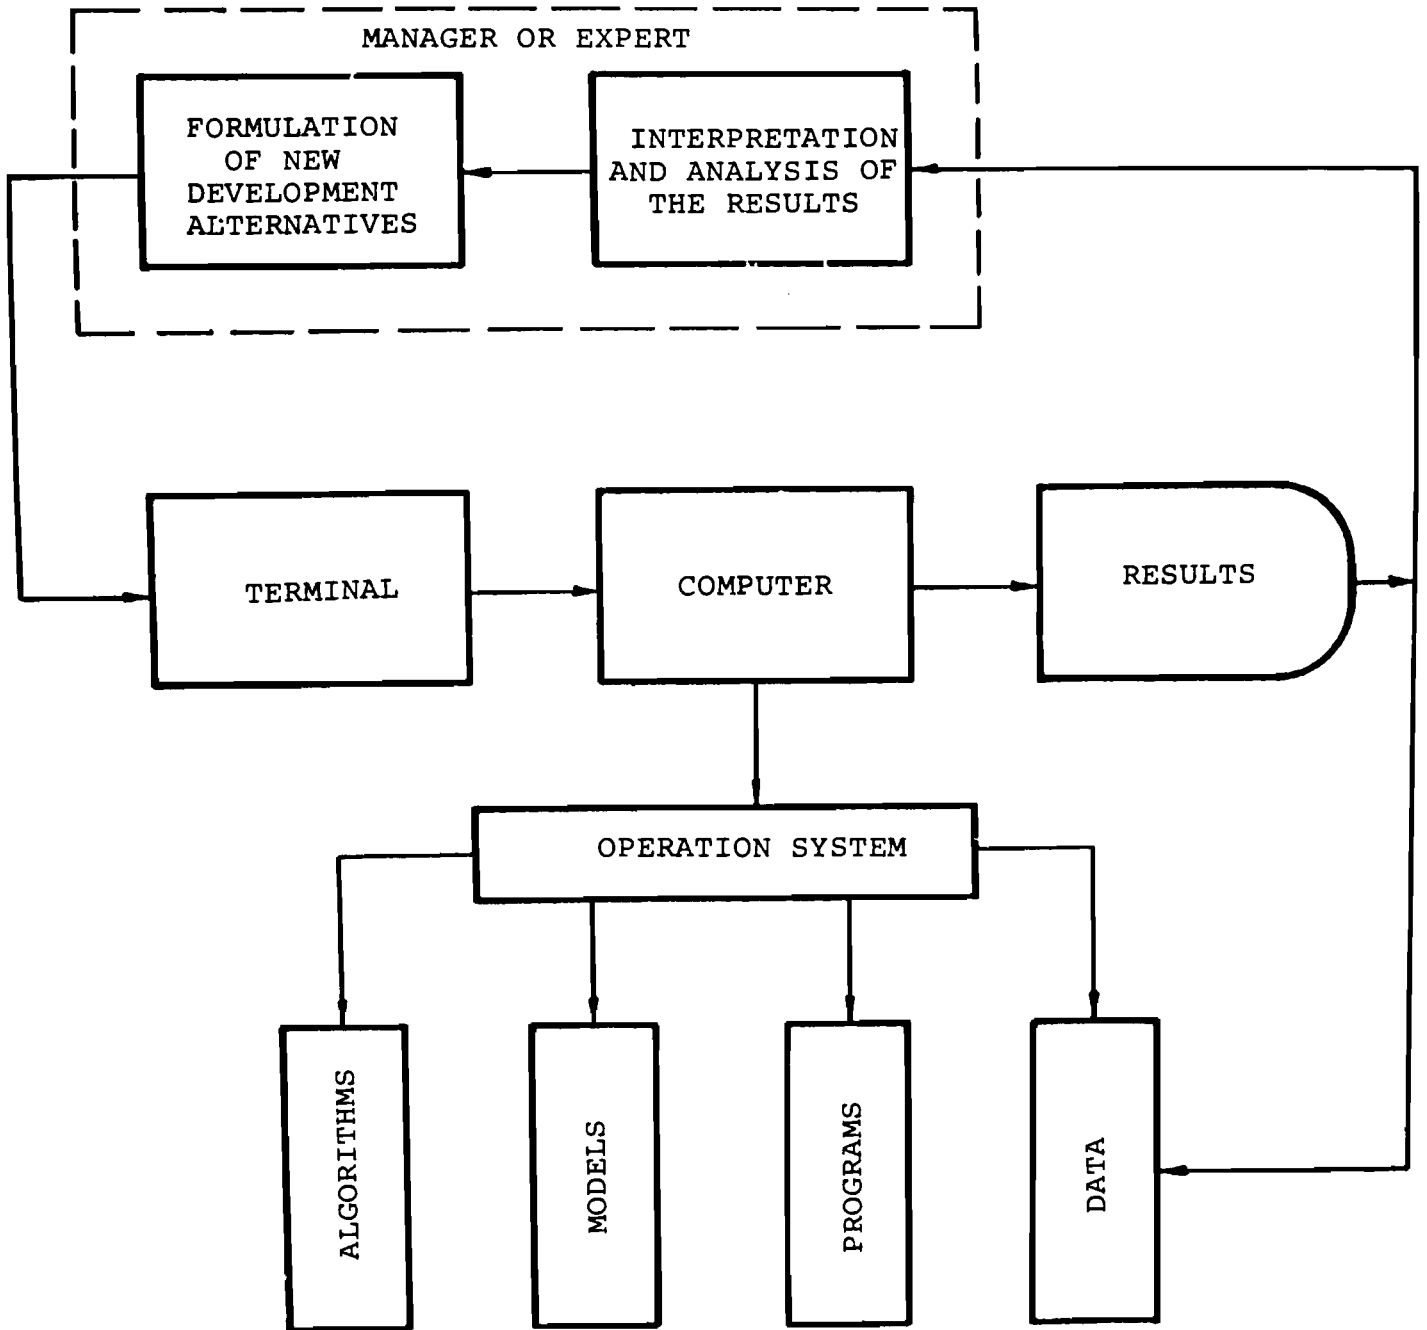 MANAGER OR EXPERT
FORMULATION
OF NEW
DEVELOPMENT
ALTERNATIVES
INTERPRETATION
AND ANALYSIS OF
THE RESULTS
TERMINAL
COMPUTER
RESULTS
OPERATION SYSTEM
ALGORITHMS
MODELS
PROGRAMS
DATA